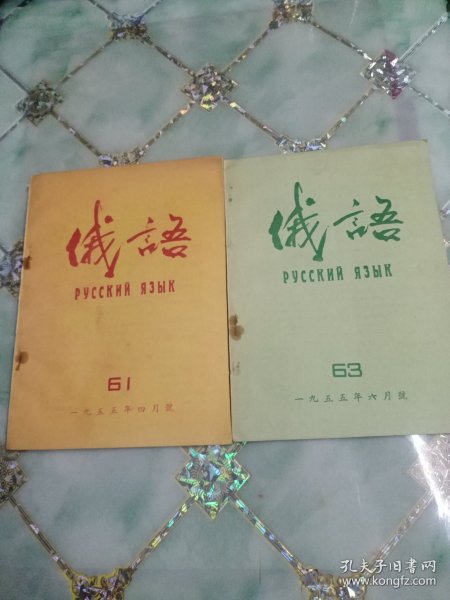 俄語
РУССКИЙ ЯЗЫК
61
一九五五年四月號
俄語
РУССКИЙ ЯЗЫК
63
一九五五年六月號
孔夫子旧书网
www.kongfz.com